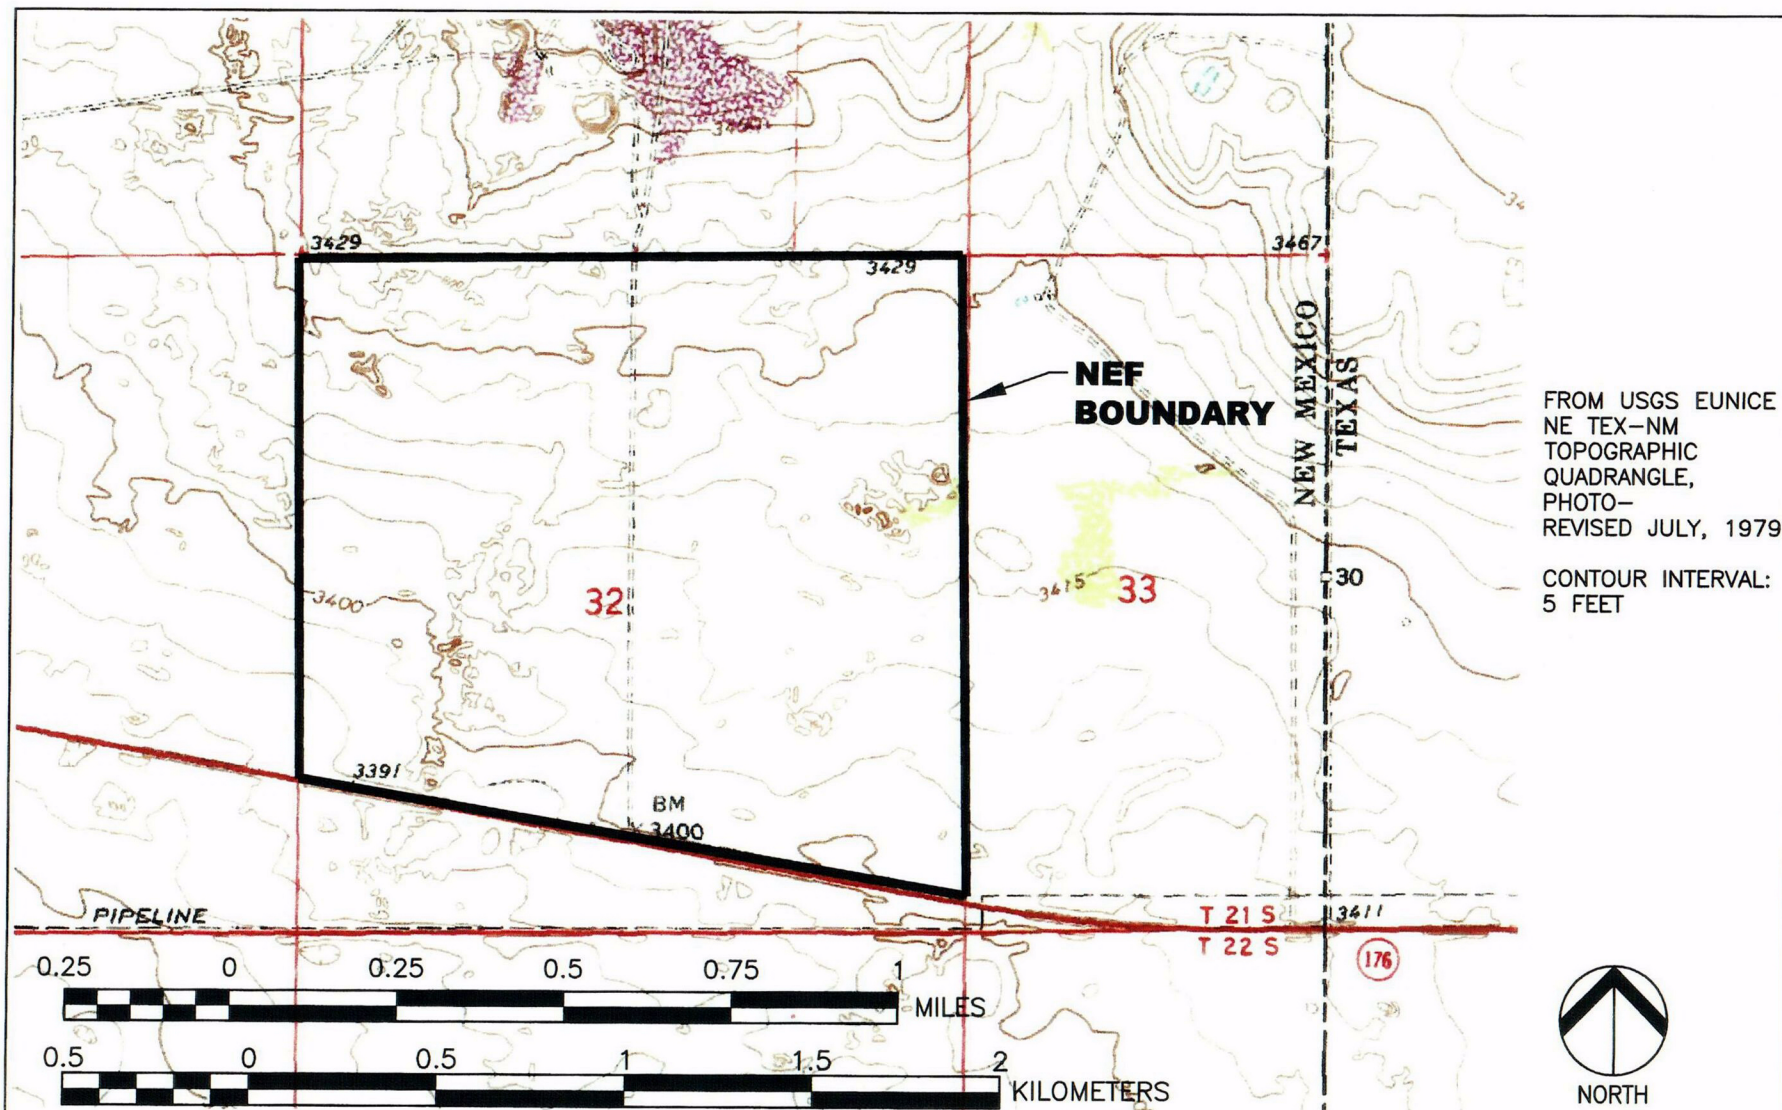 3429
3429
3467
NEW MEXICO
TEXAS
NEF
BOUNDARY
FROM USGS EUNICE
NE TEX-NM
TOPOGRAPHIC
QUADRANGLE,
PHOTO-
REVISED JULY, 1979
CONTOUR INTERVAL:
5 FEET
3400
32
3415
33
30
3391
BM
3400
PIPELINE
T 21 S
3411
T 22 S
176
0.25 0 0.25 0.5 0.75 1
MILES
0.5 0 0.5 1 1.5 2
KILOMETERS
NORTH